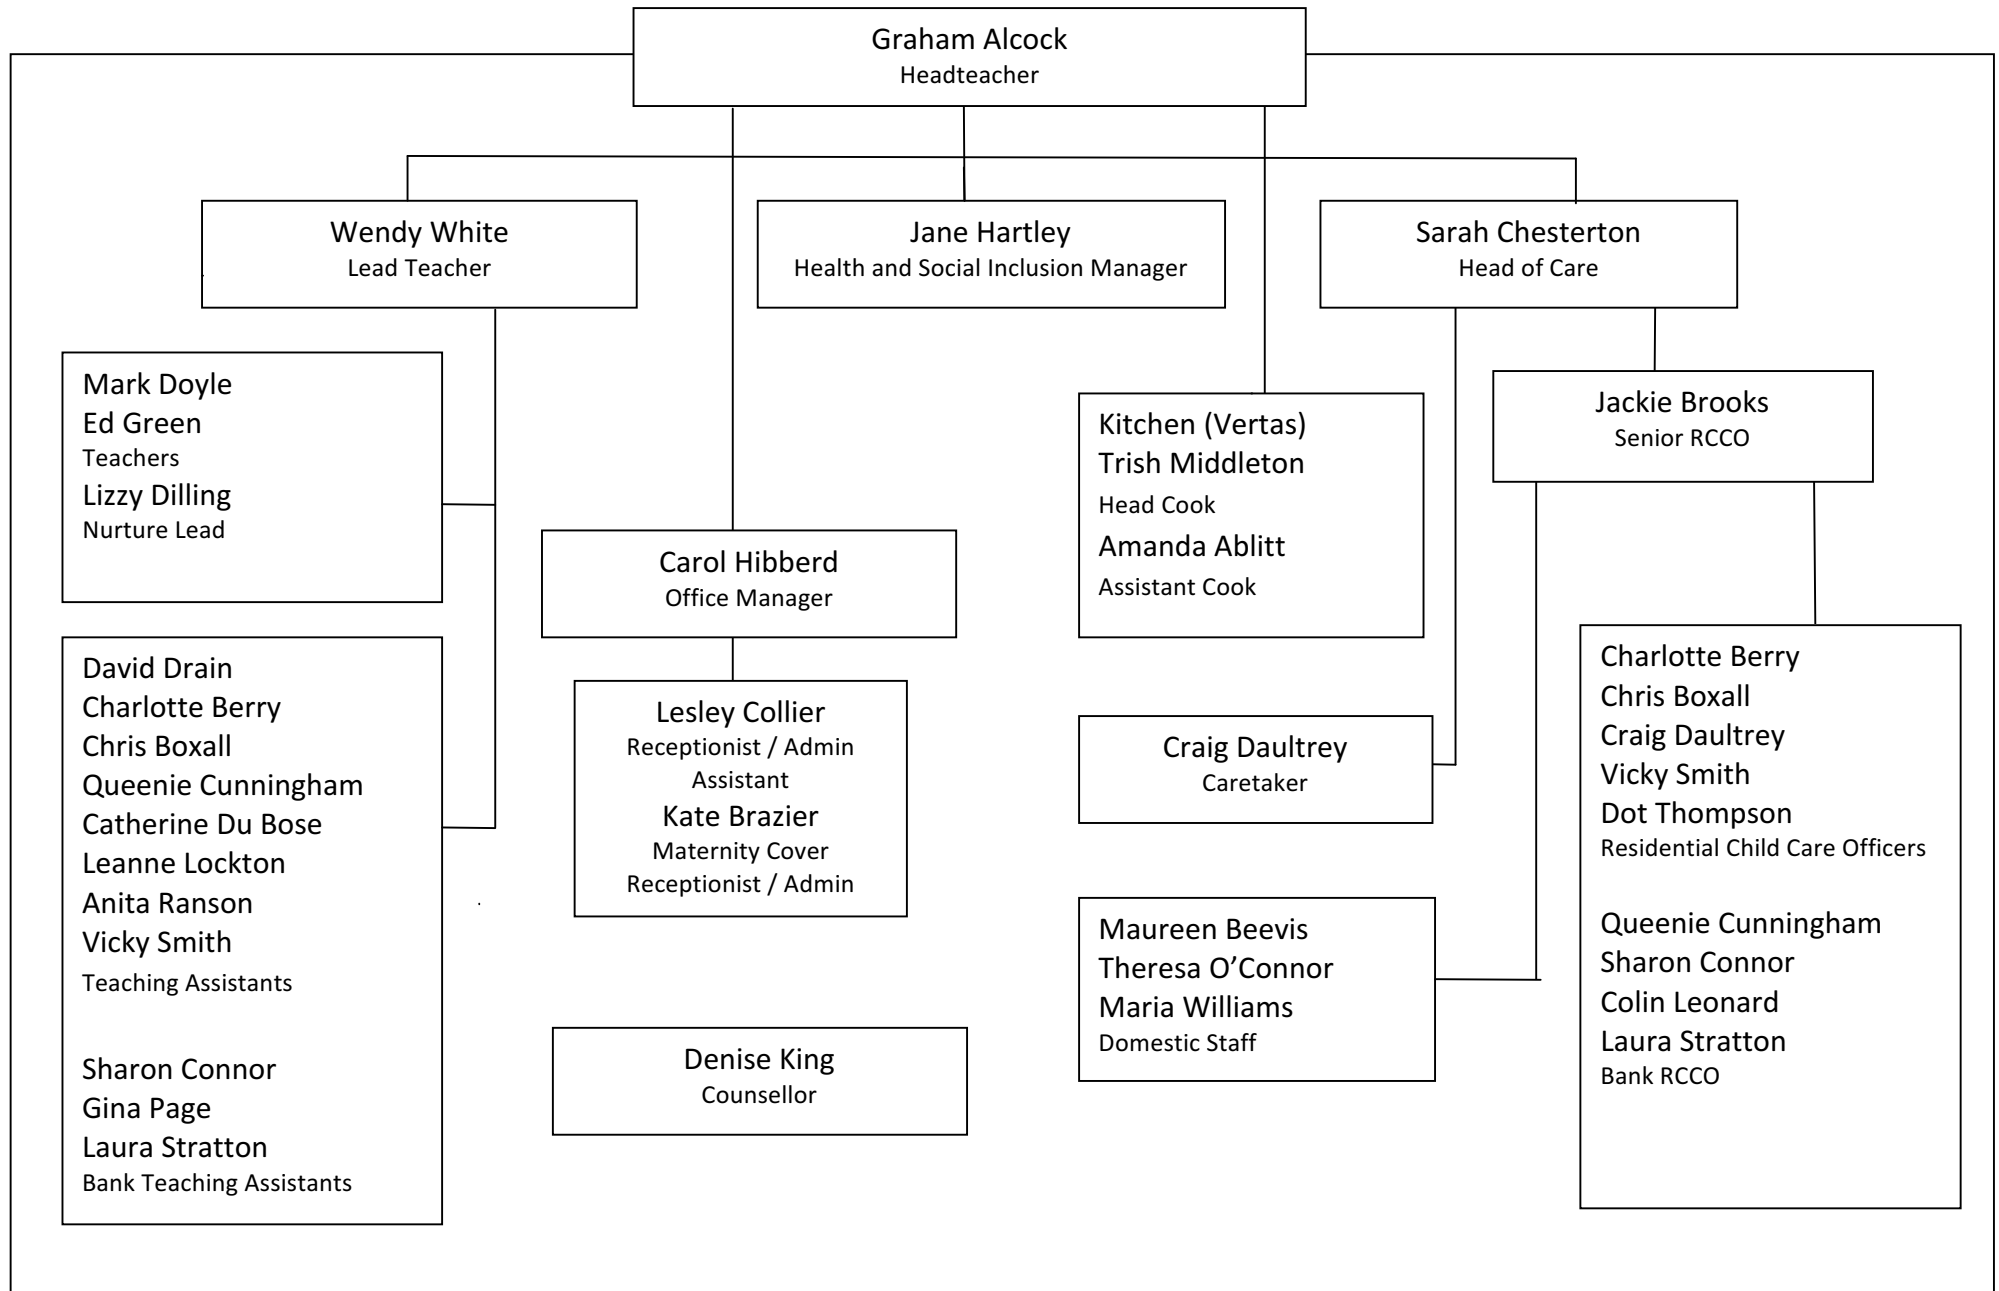 Graham Alcock
Headteacher
Wendy White
Lead Teacher
Jane Hartley
Health and Social Inclusion Manager
Sarah Chesterton
Head of Care
Mark Doyle
Ed Green
Teachers
Lizzy Dilling
Nurture Lead
Kitchen (Vertas)
Trish Middleton
Head Cook
Amanda Ablitt
Assistant Cook
Jackie Brooks
Senior RCCO
Carol Hibberd
Office Manager
David Drain
Charlotte Berry
Chris Boxall
Queenie Cunningham
Catherine Du Bose
Leanne Lockton
Anita Ranson
Vicky Smith
Teaching Assistants
Sharon Connor
Gina Page
Laura Stratton
Bank Teaching Assistants
Lesley Collier
Receptionist / Admin
Assistant
Kate Brazier
Maternity Cover
Receptionist / Admin
Denise King
Counsellor
Craig Daultrey
Caretaker
Maureen Beevis
Theresa O’Connor
Maria Williams
Domestic Staff
Charlotte Berry
Chris Boxall
Craig Daultrey
Vicky Smith
Dot Thompson
Residential Child Care Officers
Queenie Cunningham
Sharon Connor
Colin Leonard
Laura Stratton
Bank RCCO